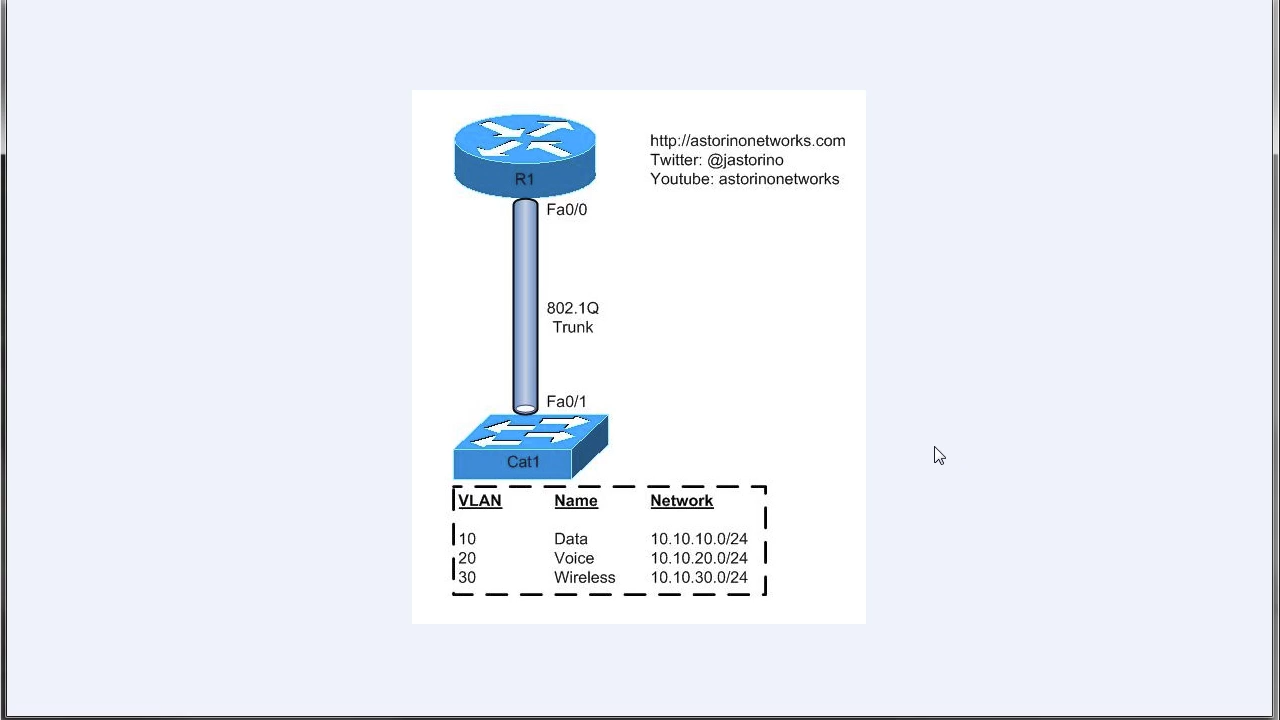 http://astorinonetworks.com
Twitter: @jastorino
Youtube: astorinonetworks
R1
Fa0/0
802.1Q
Trunk
Fa0/1
Cat1
VLAN Name Network
10 Data 10.10.10.0/24
20 Voice 10.10.20.0/24
30 Wireless 10.10.30.0/24